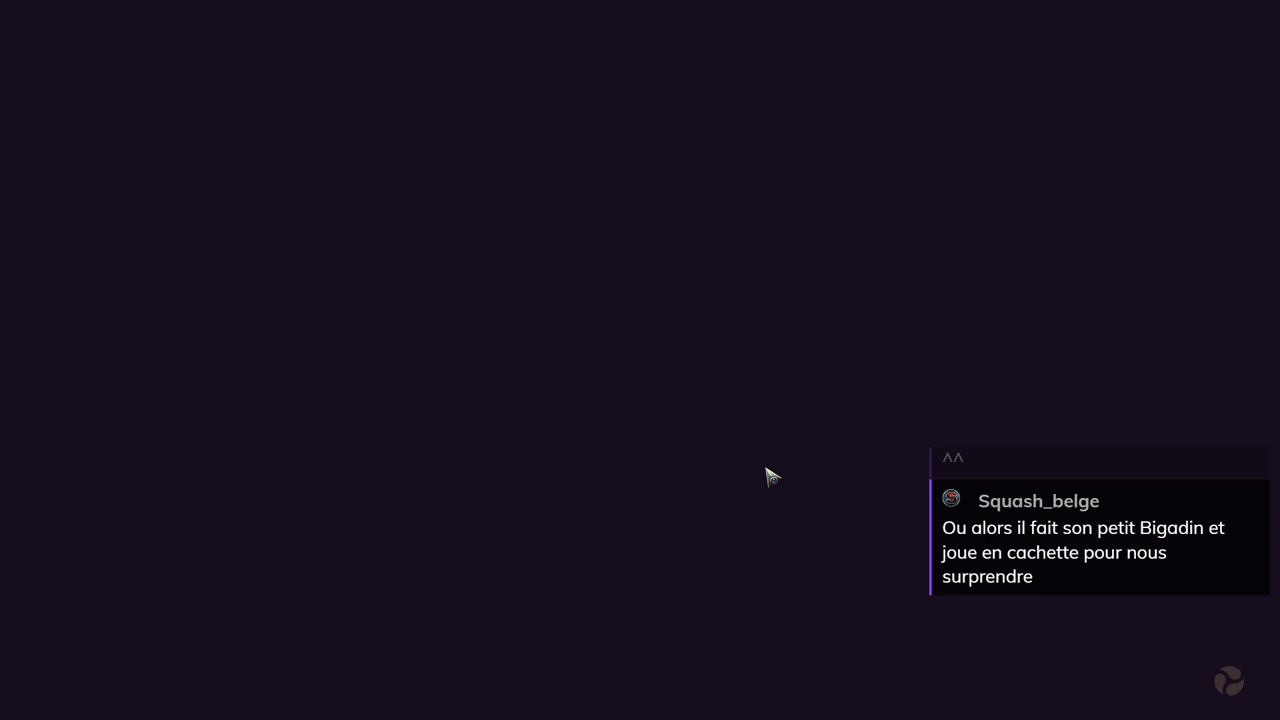 ^^
Squash_belge
Ou alors il fait son petit Bigadin et
joue en cachette pour nous
surprendre